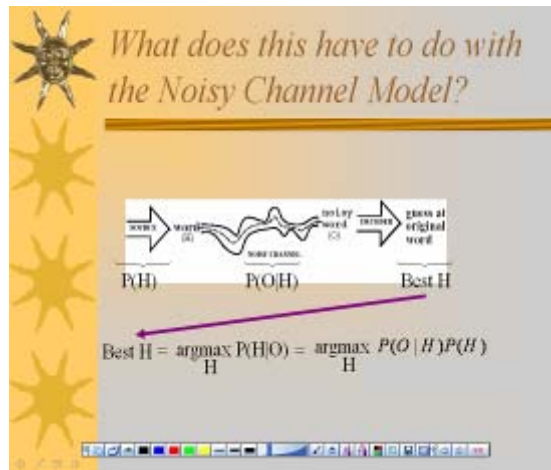 What does this have to do with
the Noisy Channel Model?
SOURCE
word
(H)
NOISY CHANNEL
noisy
word
(O)
DECODER
guess at
original
word
P(H)
P(O|H)
Best H
Best H = argmax P(H|O) = argmax P(O | H)P(H)
H H